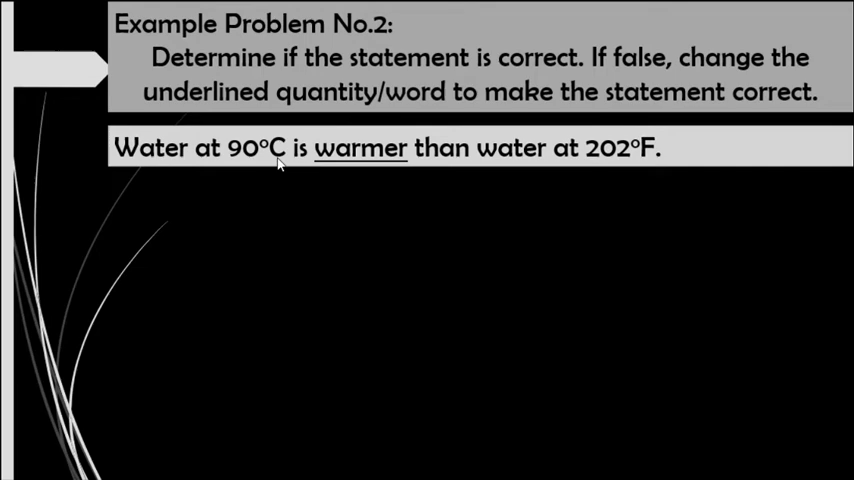 Example Problem No.2:
Determine if the statement is correct. If false, change the
underlined quantity/word to make the statement correct.
Water at 90°C is warmer than water at 202°F.